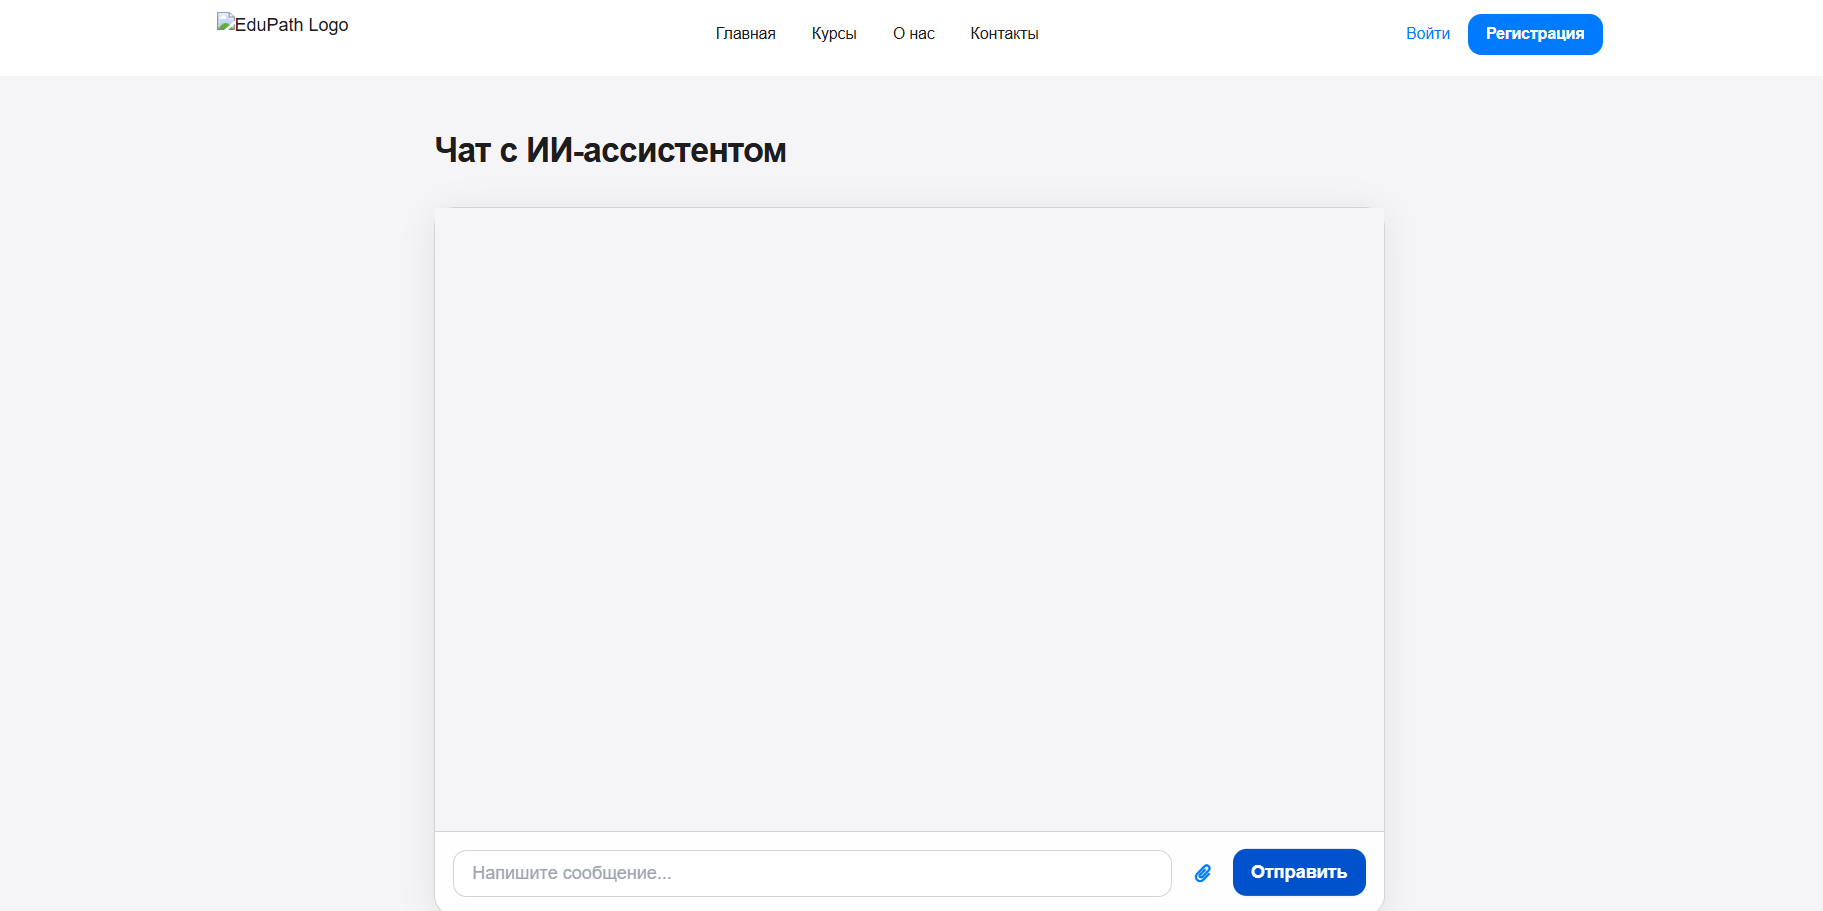 EduPath Logo
Главная Курсы О нас Контакты
Войти Регистрация
Чат с ИИ-ассистентом
Напишите сообщение...
Отправить